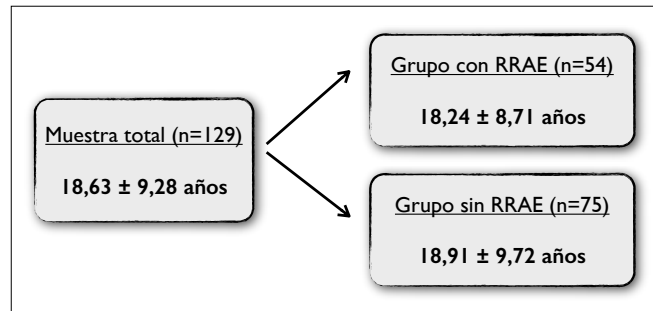 Muestra total (n=129)
18,63 ± 9,28 años
Grupo con RRAE (n=54)
18,24 ± 8,71 años
Grupo sin RRAE (n=75)
18,91 ± 9,72 años